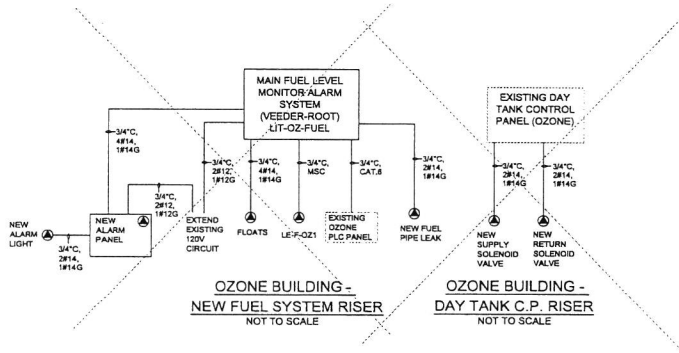 MAIN FUEL LEVEL
MONITOR-ALARM
SYSTEM
(VEEDER-ROOT)
LIT-OZ-FUEL
EXISTING DAY
TANK CONTROL
PANEL (OZONE)
3/4"C,
4#14,
1#14G
3/4"C,
2#12,
1#12G
3/4"C,
4#14,
1#14G
3/4"C,
MSC
3/4"C,
CAT.6
3/4"C,
2#14,
1#14G
3/4"C,
2#14,
1#14G
3/4"C,
2#14,
1#14G
3/4"C,
2#12,
1#12G
NEW
ALARM
LIGHT
3/4"C,
2#14,
1#14G
NEW
ALARM
PANEL
EXTEND
EXISTING
120V
CIRCUIT
FLOATS
LE-F-OZ1
EXISTING
OZONE
PLC PANEL
NEW FUEL
PIPE LEAK
NEW
SUPPLY
SOLENOID
VALVE
NEW
RETURN
SOLENOID
VALVE
OZONE BUILDING -
NEW FUEL SYSTEM RISER
NOT TO SCALE
OZONE BUILDING -
DAY TANK C.P. RISER
NOT TO SCALE